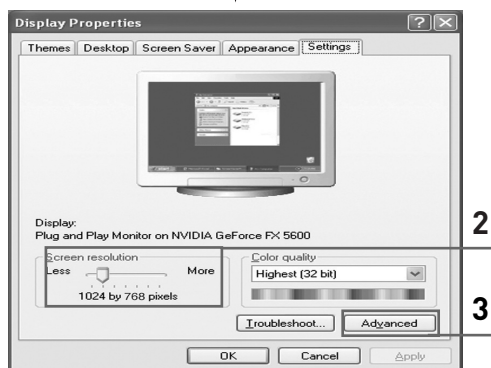 Display Properties
Themes Desktop Screen Saver Appearance Settings
Display:
Plug and Play Monitor on NVIDIA GeForce FX 5600
Screen resolution
Less More
1024 by 768 pixels
Color quality
Highest (32 bit)
2
Troubleshoot... Advanced
3
OK Cancel Apply